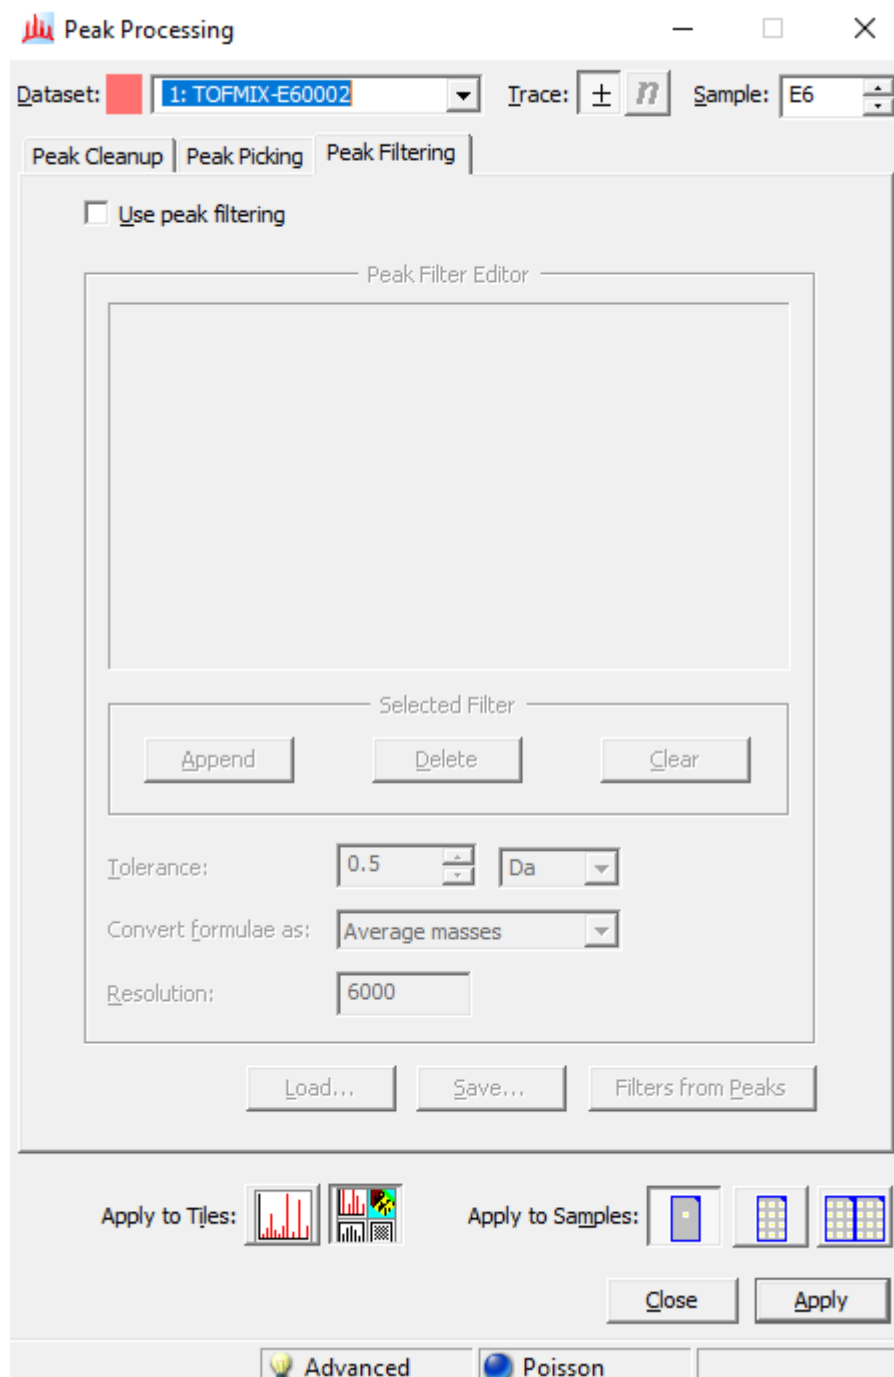 Peak Processing
Dataset: 1: TOFMIX-E60002 Trace: ± n Sample: E6
Peak Cleanup Peak Picking Peak Filtering
Use peak filtering
Peak Filter Editor
Selected Filter
Append Delete Clear
Tolerance: 0.5 Da
Convert formulae as: Average masses
Resolution: 6000
Load... Save... Filters from Peaks
Apply to Tiles: Apply to Samples:
Close Apply
Advanced Poisson